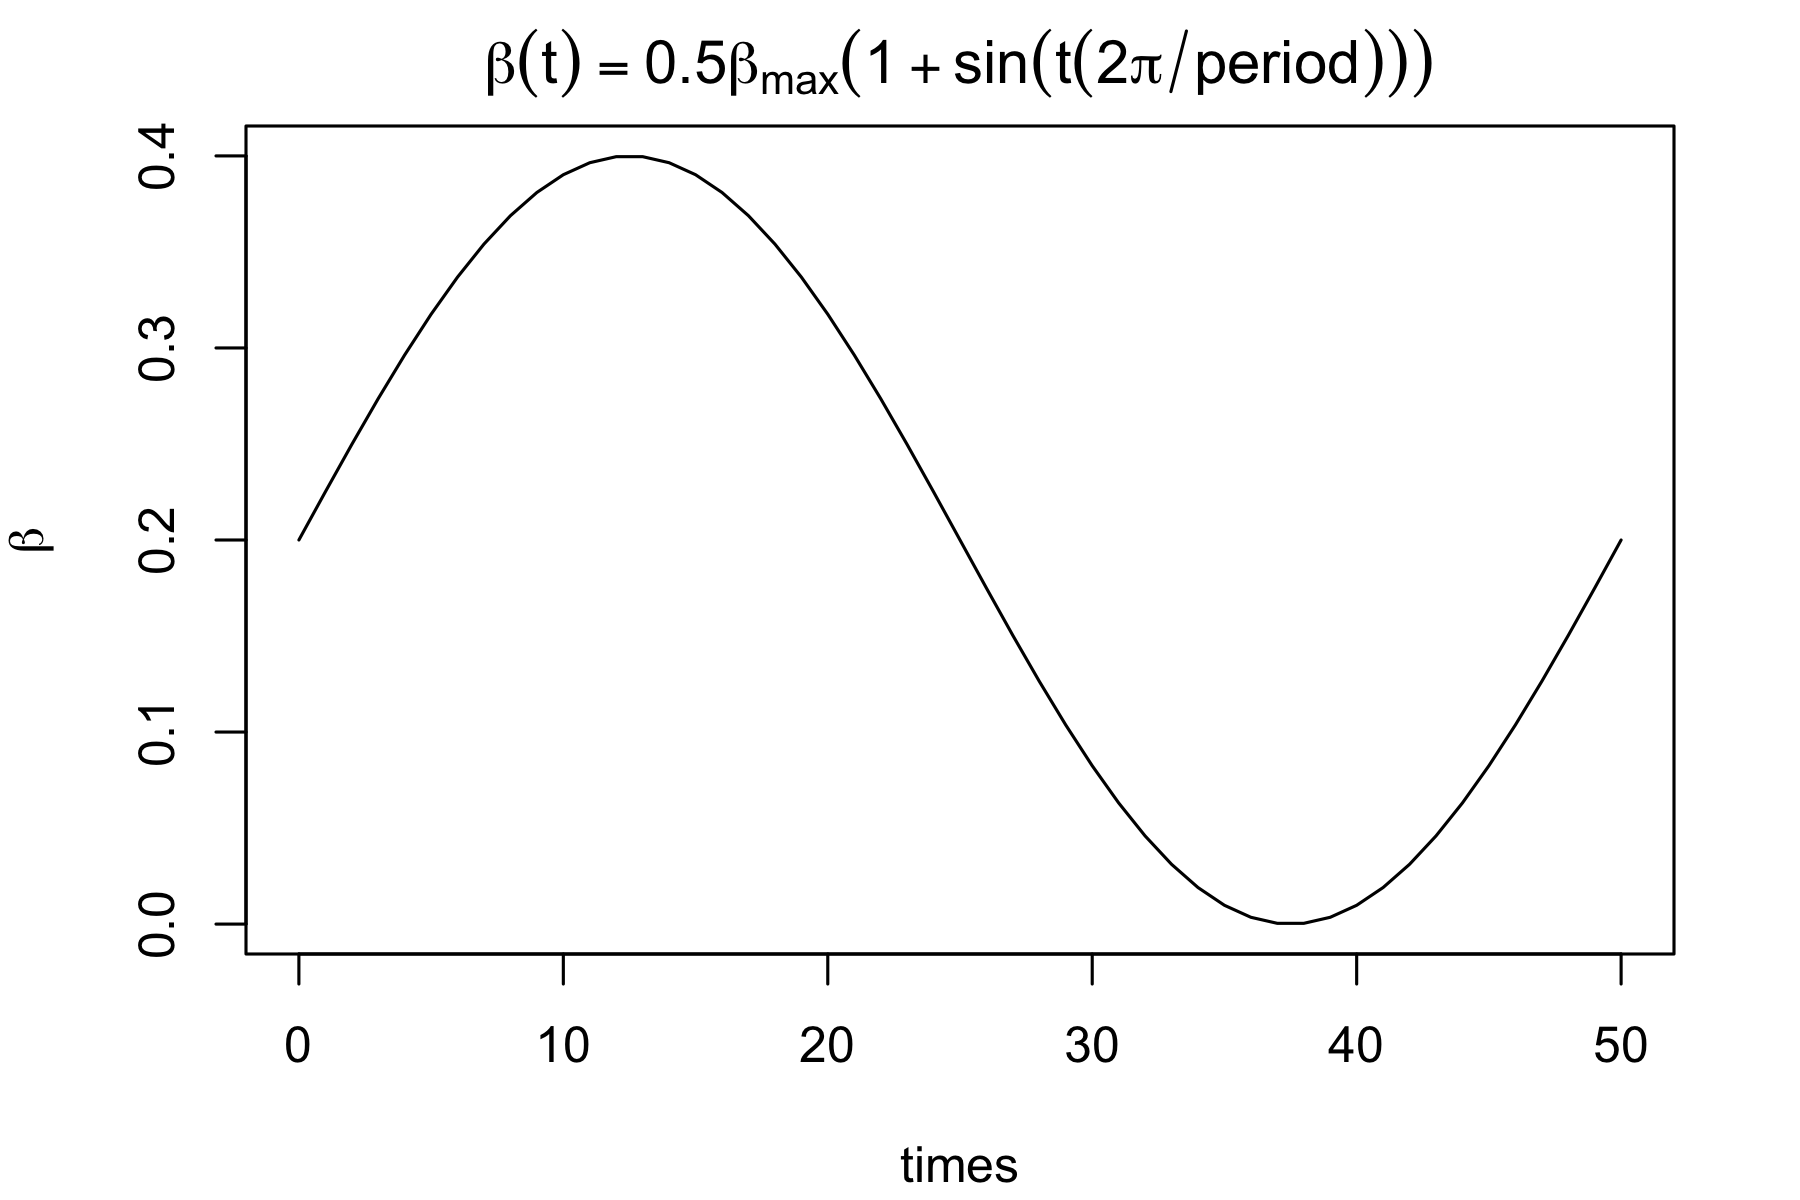 β(t) = 0.5βmax(1 + sin(t(2π/period)))
β
0.4
0.3
0.2
0.1
0.0
0 10 20 30 40 50
times